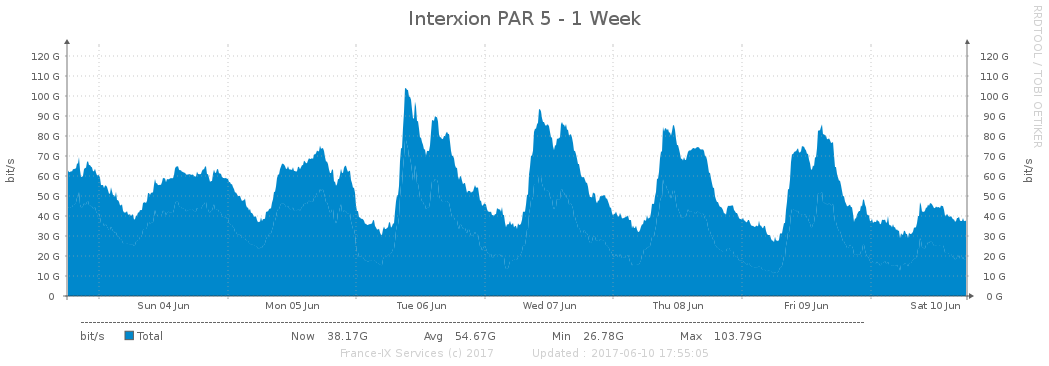 Interxion PAR 5 - 1 Week
RRDTOOL / TOBI OETIKER
bit/s
120 G 120 G
110 G 110 G
100 G 100 G
90 G 90 G
80 G 80 G
70 G 70 G
60 G 60 G
50 G 50 G
40 G 40 G
30 G 30 G
20 G 20 G
10 G 10 G
0 0 G
bit/s
Sun 04 Jun Mon 05 Jun Tue 06 Jun Wed 07 Jun Thu 08 Jun Fri 09 Jun Sat 10 Jun
bit/s Total Now 38.17G Avg 54.67G Min 26.78G Max 103.79G
France-IX Services (c) 2017 Updated : 2017-06-10 17:55:05